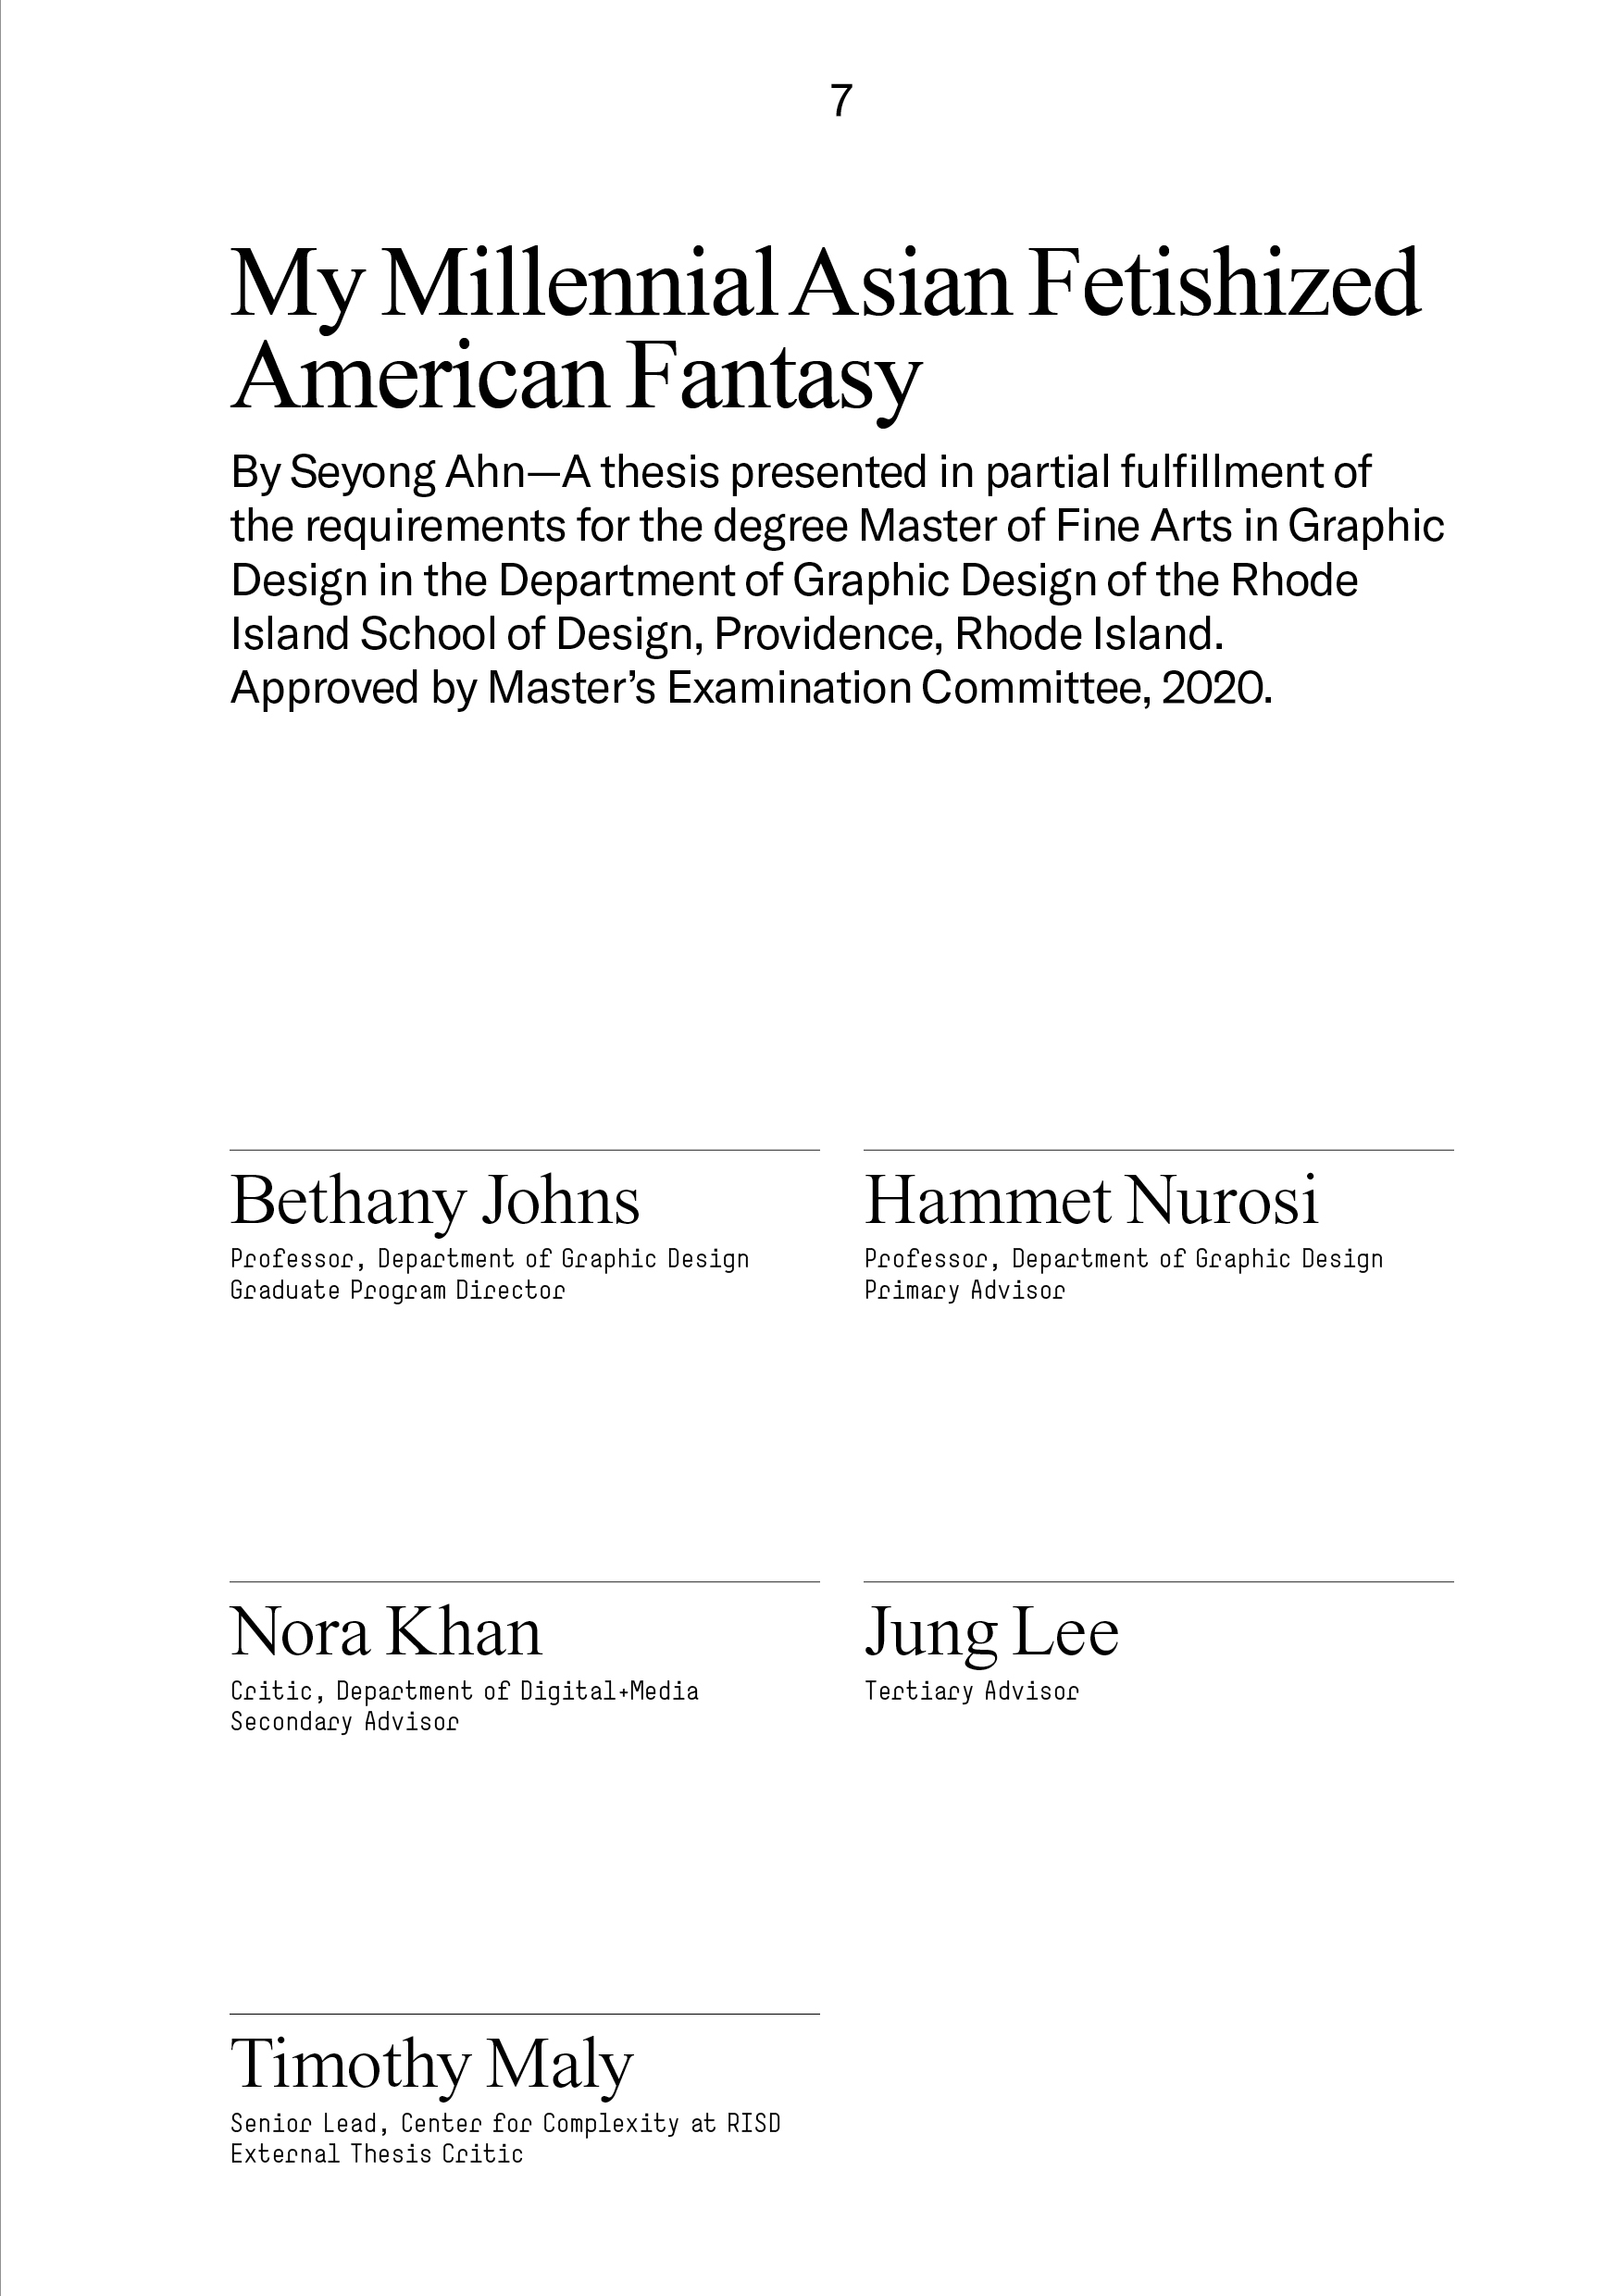 7
My Millennial Asian Fetishized
American Fantasy
By Seyong Ahn—A thesis presented in partial fulfillment of
the requirements for the degree Master of Fine Arts in Graphic
Design in the Department of Graphic Design of the Rhode
Island School of Design, Providence, Rhode Island.
Approved by Master’s Examination Committee, 2020.
Bethany Johns
Professor, Department of Graphic Design
Graduate Program Director
Hammet Nurosi
Professor, Department of Graphic Design
Primary Advisor
Nora Khan
Critic, Department of Digital+Media
Secondary Advisor
Jung Lee
Tertiary Advisor
Timothy Maly
Senior Lead, Center for Complexity at RISD
External Thesis Critic